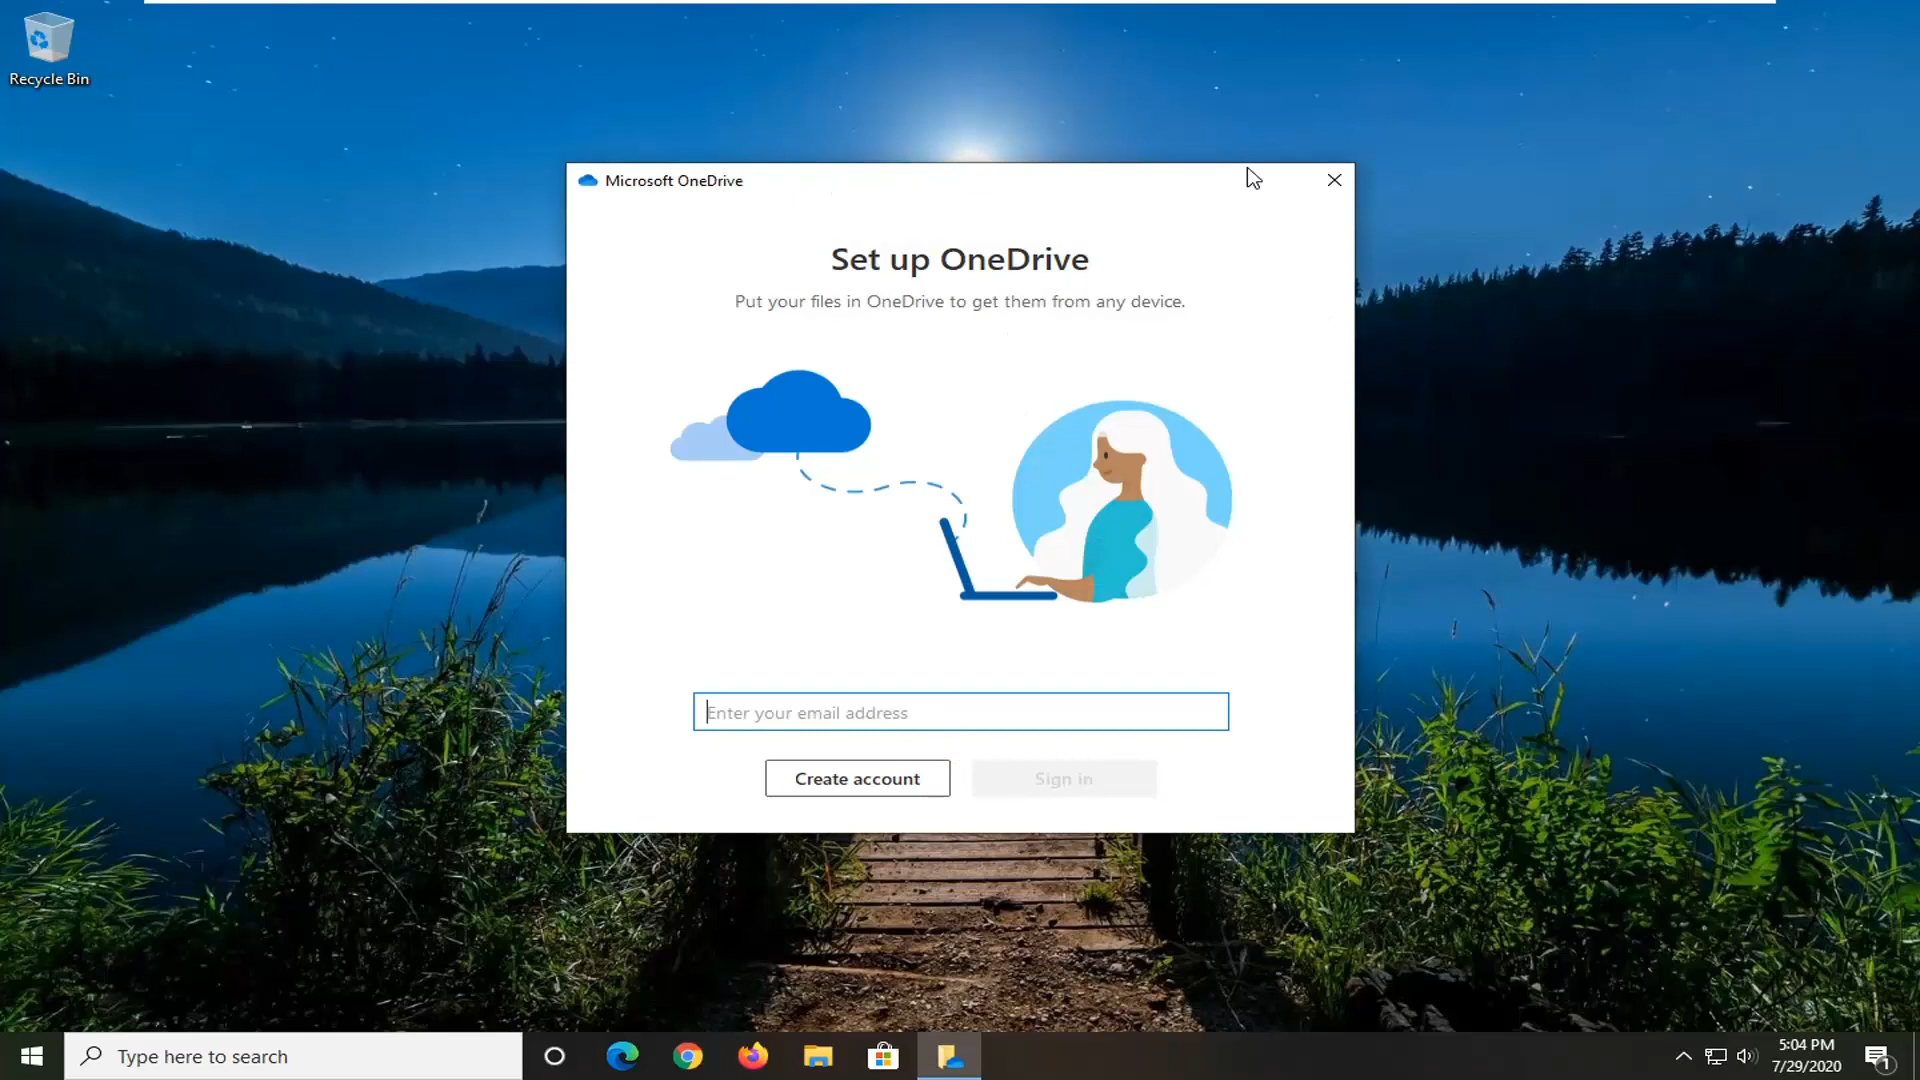 Recycle Bin
Microsoft OneDrive
Set up OneDrive
Put your files in OneDrive to get them from any device.
Enter your email address
Create account
Sign in
Type here to search
5:04 PM
7/29/2020
1